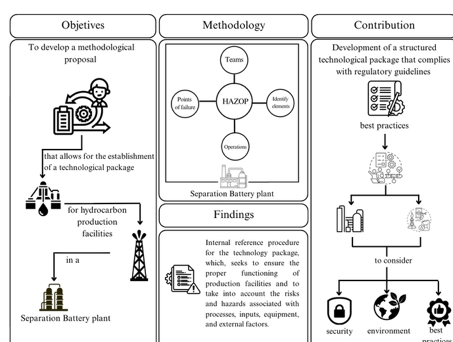 Objetives
To develop a methodological
proposal
that allows for the establishment
of a technological package
for hydrocarbon
production
facilities
in a
Separation Battery plant
Methodology
Teams
Points
of failure
HAZOP
Identify
elements
Operations
Separation Battery plant
Findings
Internal reference procedure
for the technology package,
which, seeks to ensure the
proper functioning of
production facilities and to
take into account the risks
and hazards associated with
processes, inputs, equipment,
and external factors.
Contribution
Development of a structured
technological package that complies
with regulatory guidelines
best practices
to consider
security
environment
best
practices